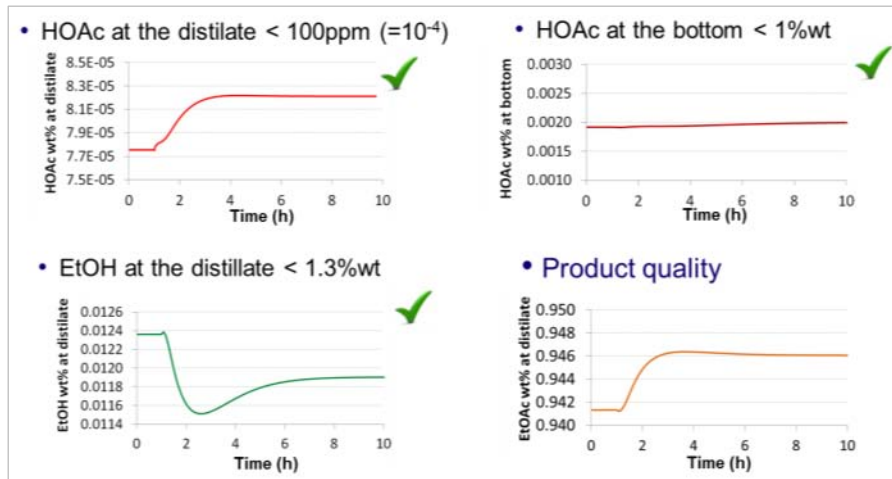 • HOAc at the distilate < 100ppm (=10⁻⁴)
HOAc wt% at distilate
8.5E-05
8.3E-05
8.1E-05
7.9E-05
7.7E-05
7.5E-05
0 2 4 6 8 10
Time (h)
• HOAc at the bottom < 1%wt
HOAc wt% at bottom
0.0030
0.0025
0.0020
0.0015
0.0010
0 2 4 6 8 10
Time (h)
• EtOH at the distillate < 1.3%wt
EtOH wt% at distilate
0.0126
0.0124
0.0122
0.0120
0.0118
0.0116
0.0114
0 2 4 6 8 10
Time (h)
• Product quality
EtOAc wt% at distilate
0.950
0.948
0.946
0.944
0.942
0.940
0 2 4 6 8 10
Time (h)